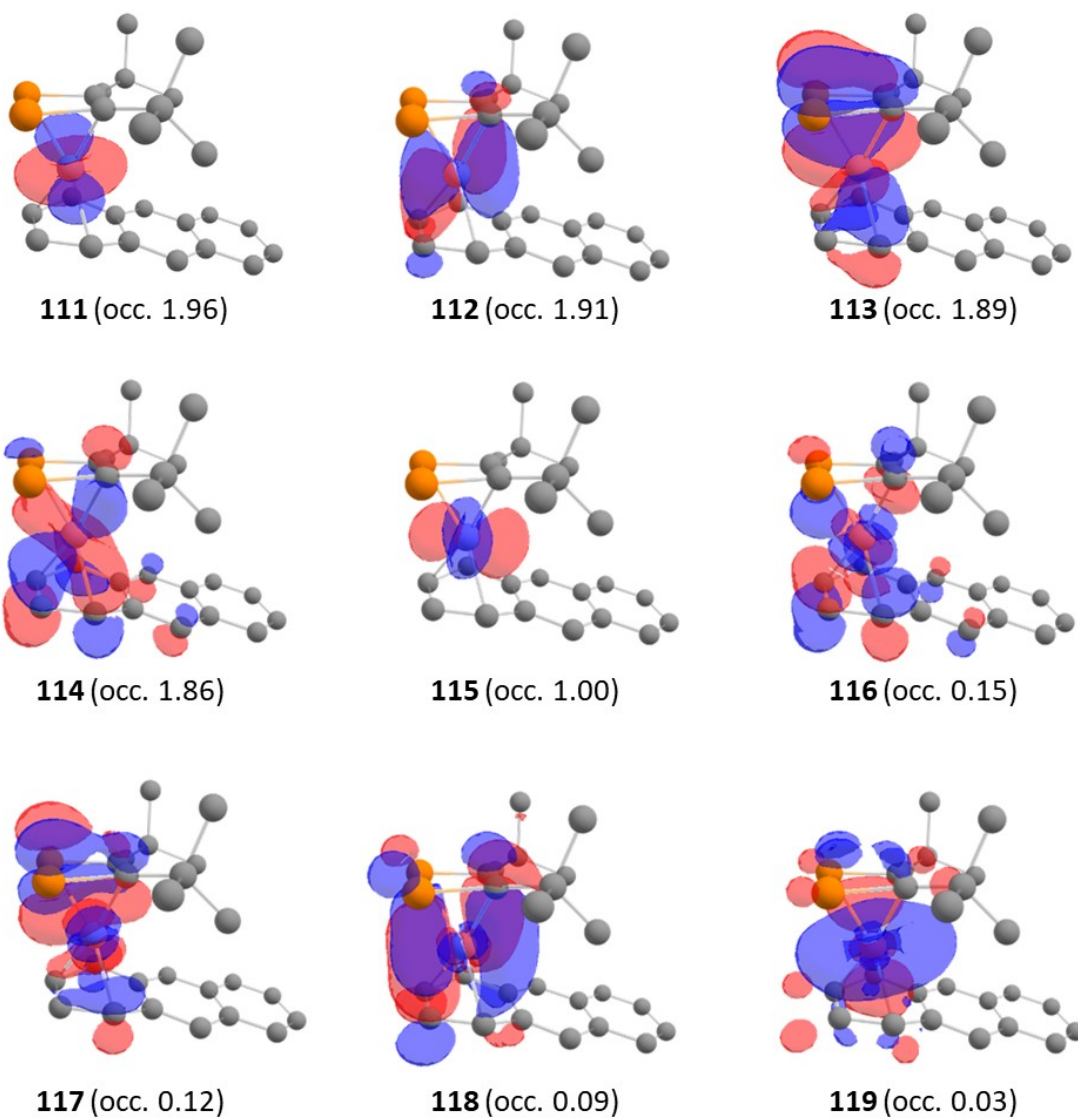 111 (occ. 1.96) 112 (occ. 1.91) 113 (occ. 1.89)
114 (occ. 1.86) 115 (occ. 1.00) 116 (occ. 0.15)
117 (occ. 0.12) 118 (occ. 0.09) 119 (occ. 0.03)